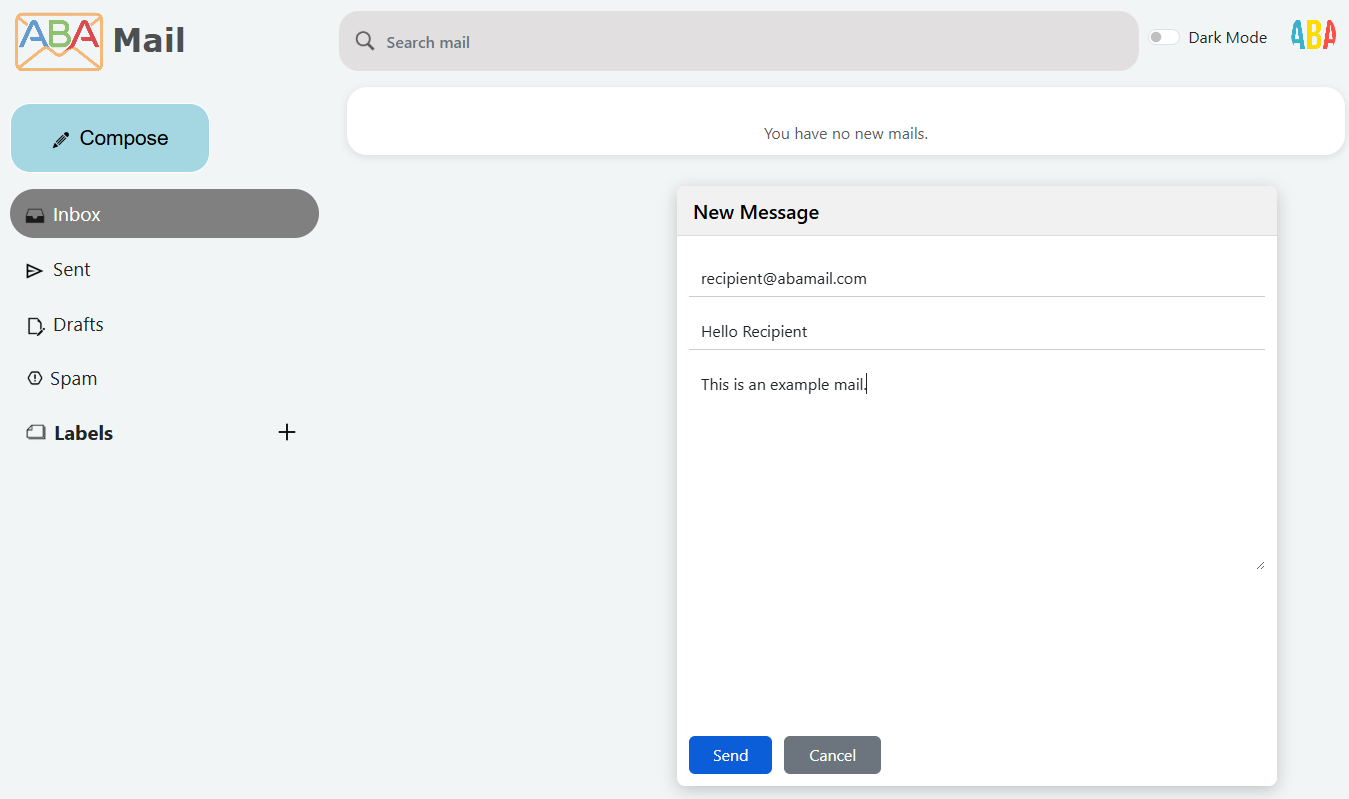 ABA Mail
Search mail
Dark Mode
ABA
Compose
You have no new mails.
Inbox
New Message
Sent
recipient@abamail.com
Drafts
Hello Recipient
Spam
This is an example mail.
Labels
Send
Cancel